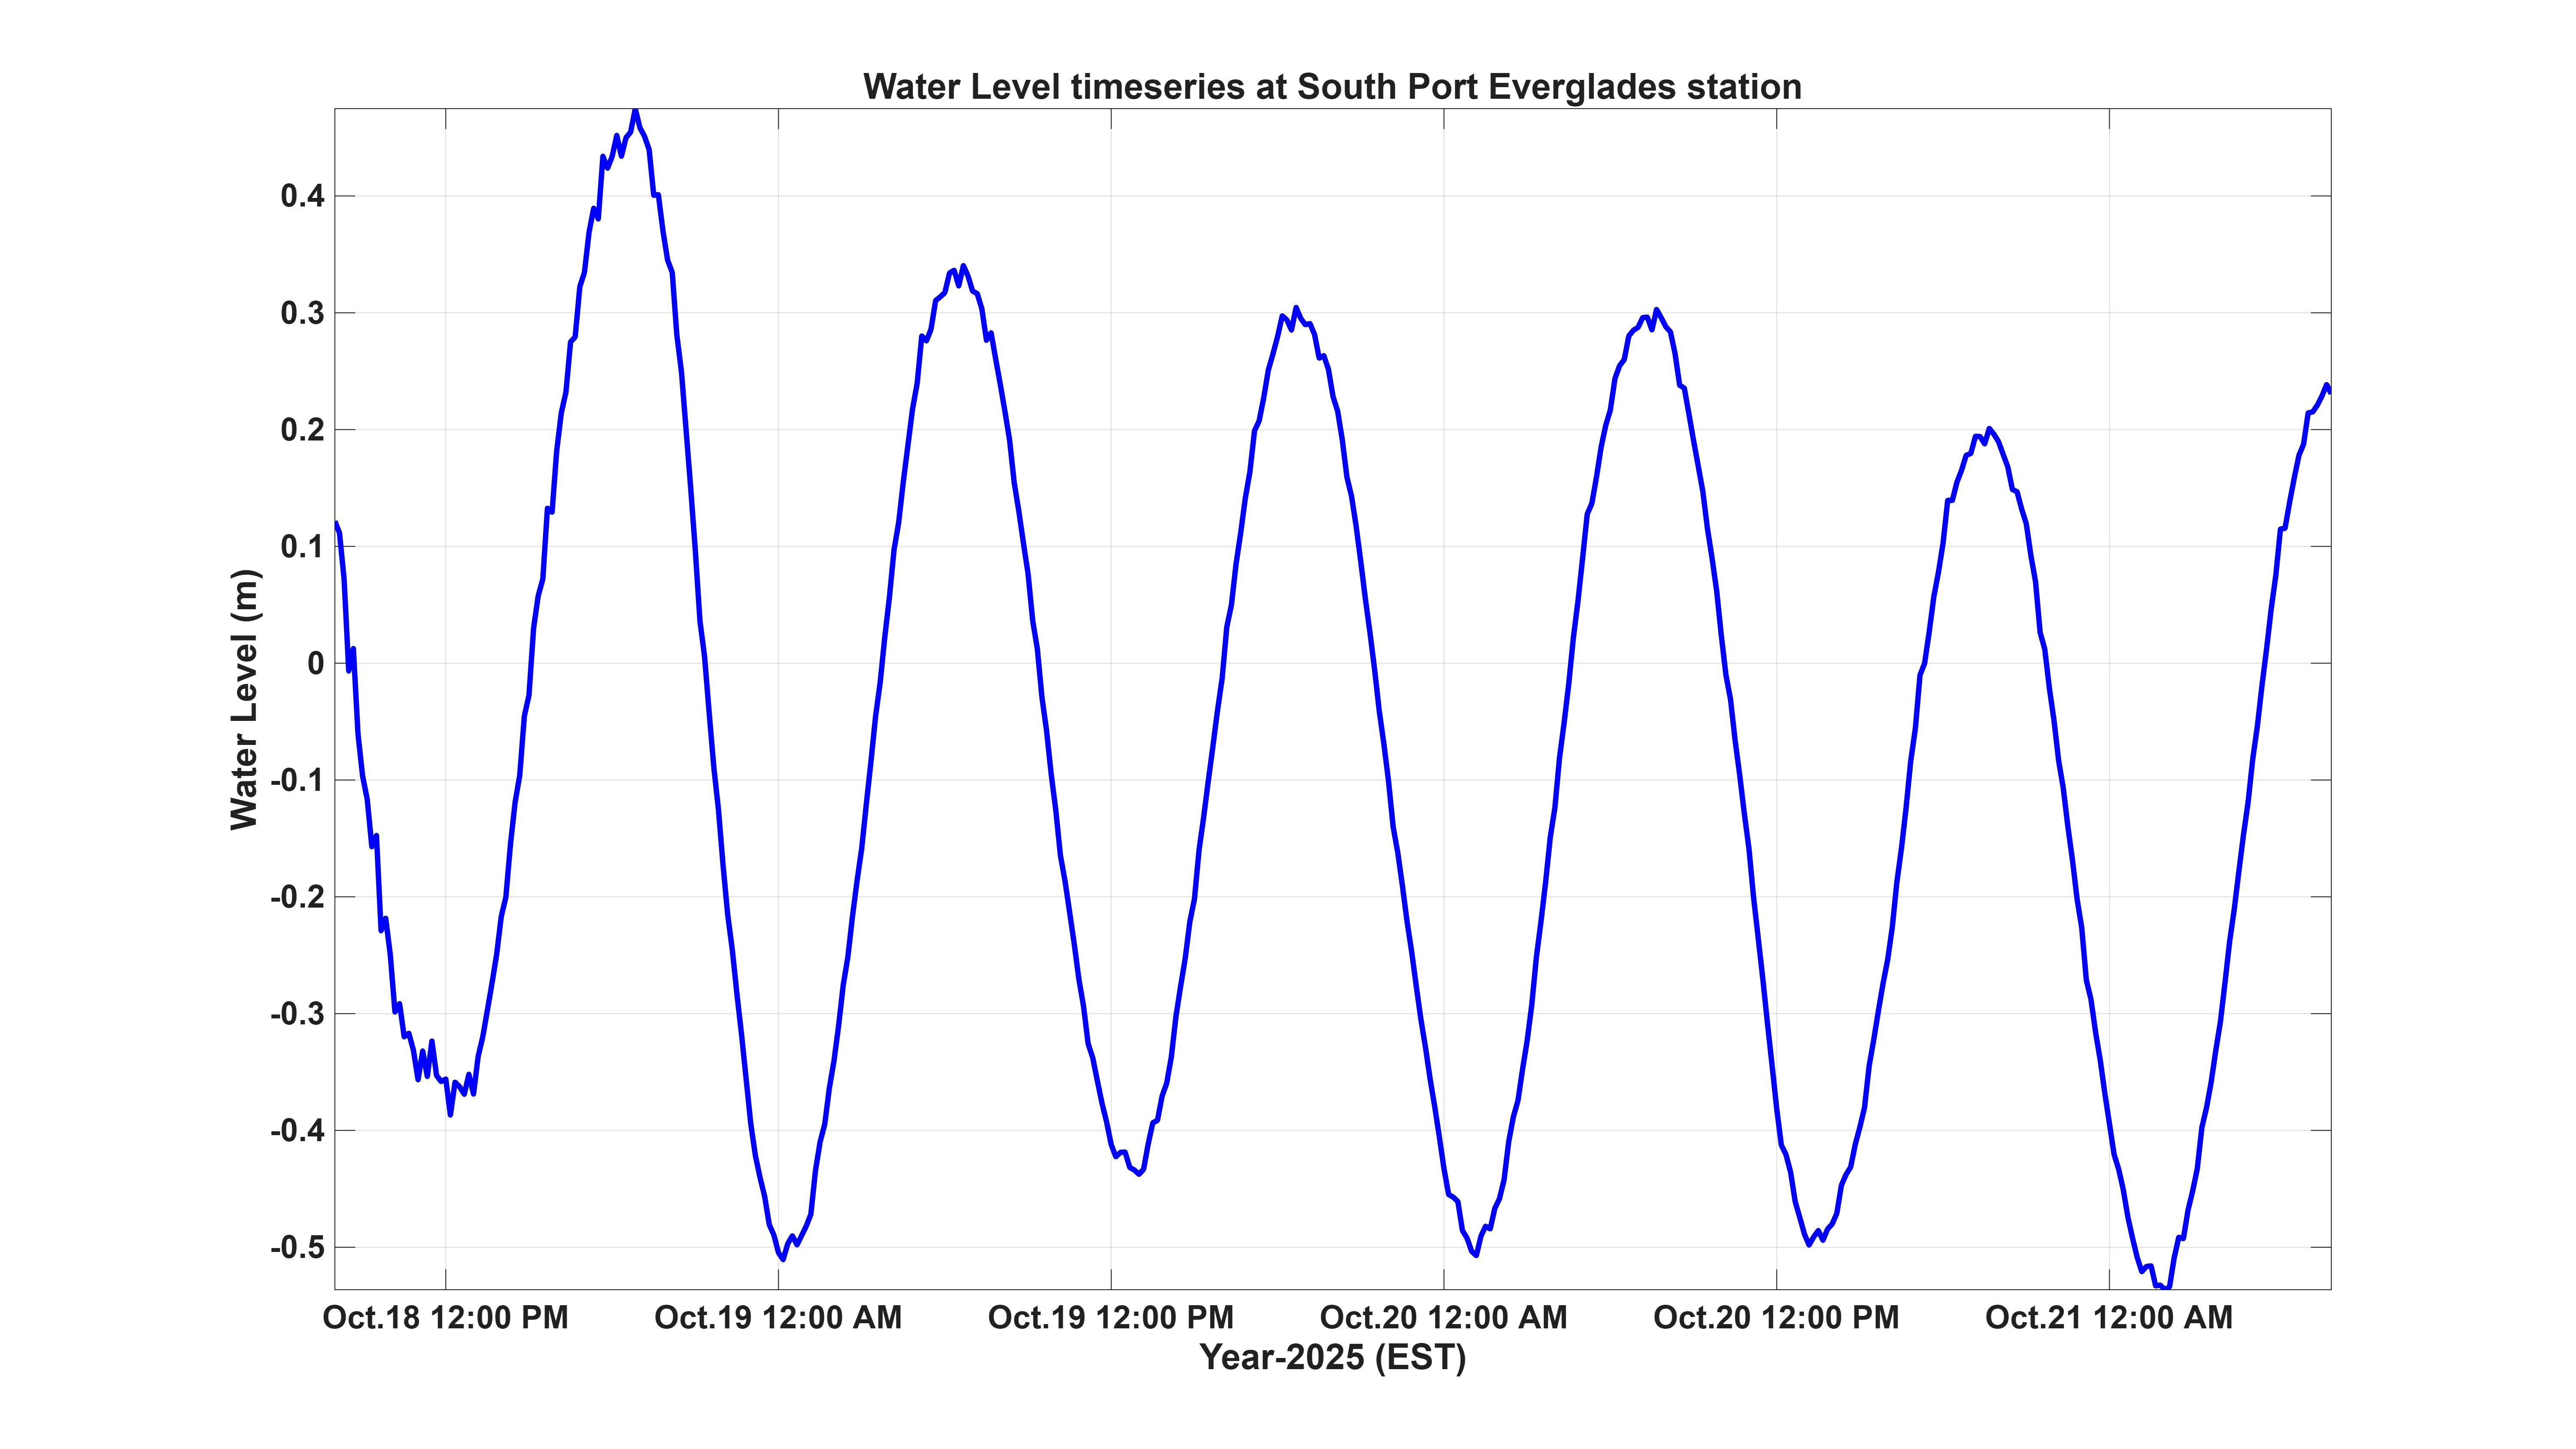 Water Level timeseries at South Port Everglades station
0.4
0.3
0.2
0.1
0
-0.1
-0.2
-0.3
-0.4
-0.5
Water Level (m)
Oct.18 12:00 PM Oct.19 12:00 AM Oct.19 12:00 PM Oct.20 12:00 AM Oct.20 12:00 PM Oct.21 12:00 AM
Year-2025 (EST)